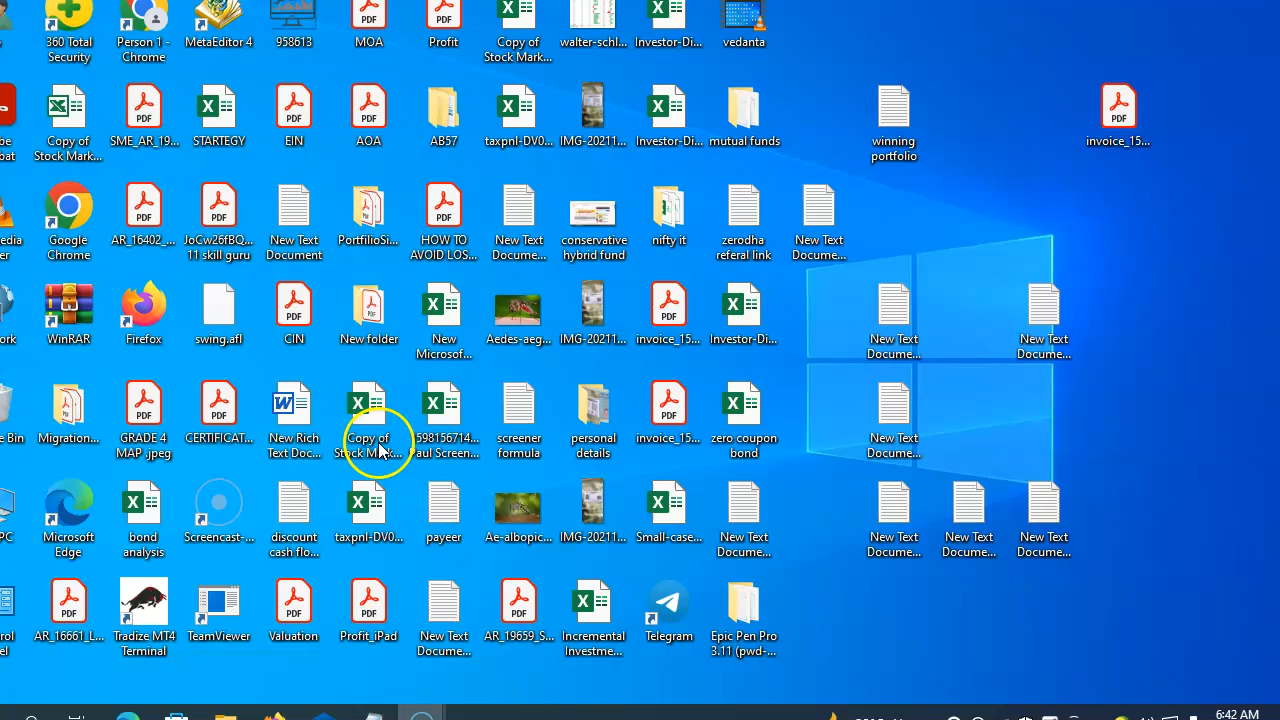 360 Total
Security
Person 1 -
Chrome
MetaEditor 4
958613
MOA
Profit
Copy of
Stock Mark...
walter-schl...
Investor-Di...
vedanta
Copy of
Stock Mark...
SME_AR_19...
STARTEGY
EIN
AOA
AB57
taxpnl-DV0...
IMG-20211...
Investor-Di...
mutual funds
winning
portfolio
invoice_15...
Google
Chrome
AR_16402_...
JoCw26fBQ...
11 skill guru
New Text
Document
PortfilioSi...
HOW TO
AVOID LOS...
New Text
Docume...
conservative
hybrid fund
nifty it
zerodha
referal link
New Text
Docume...
WinRAR
Firefox
swing.afl
CIN
New folder
New
Microsof...
Aedes-aeg...
IMG-20211...
invoice_15...
Investor-Di...
New Text
Docume...
New Text
Docume...
Bin
Migration...
GRADE 4
MAP .jpeg
CERTIFICAT...
New Rich
Text Doc...
Copy of
Stock Mark...
598156714...
Paul Screen...
screener
formula
personal
details
invoice_15...
zero coupon
bond
New Text
Docume...
PC
Microsoft
Edge
bond
analysis
Screencast-...
discount
cash flo...
taxpnl-DV0...
payeer
Ae-albopic...
IMG-20211...
Small-case...
New Text
Docume...
New Text
Docume...
New Text
Docume...
New Text
Docume...
AR_16661_L...
Tradize MT4
Terminal
TeamViewer
Valuation
Profit_iPad
New Text
Docume...
AR_19659_S...
Incremental
Investme...
Telegram
Epic Pen Pro
3.11 (pwd-...
6:42 AM